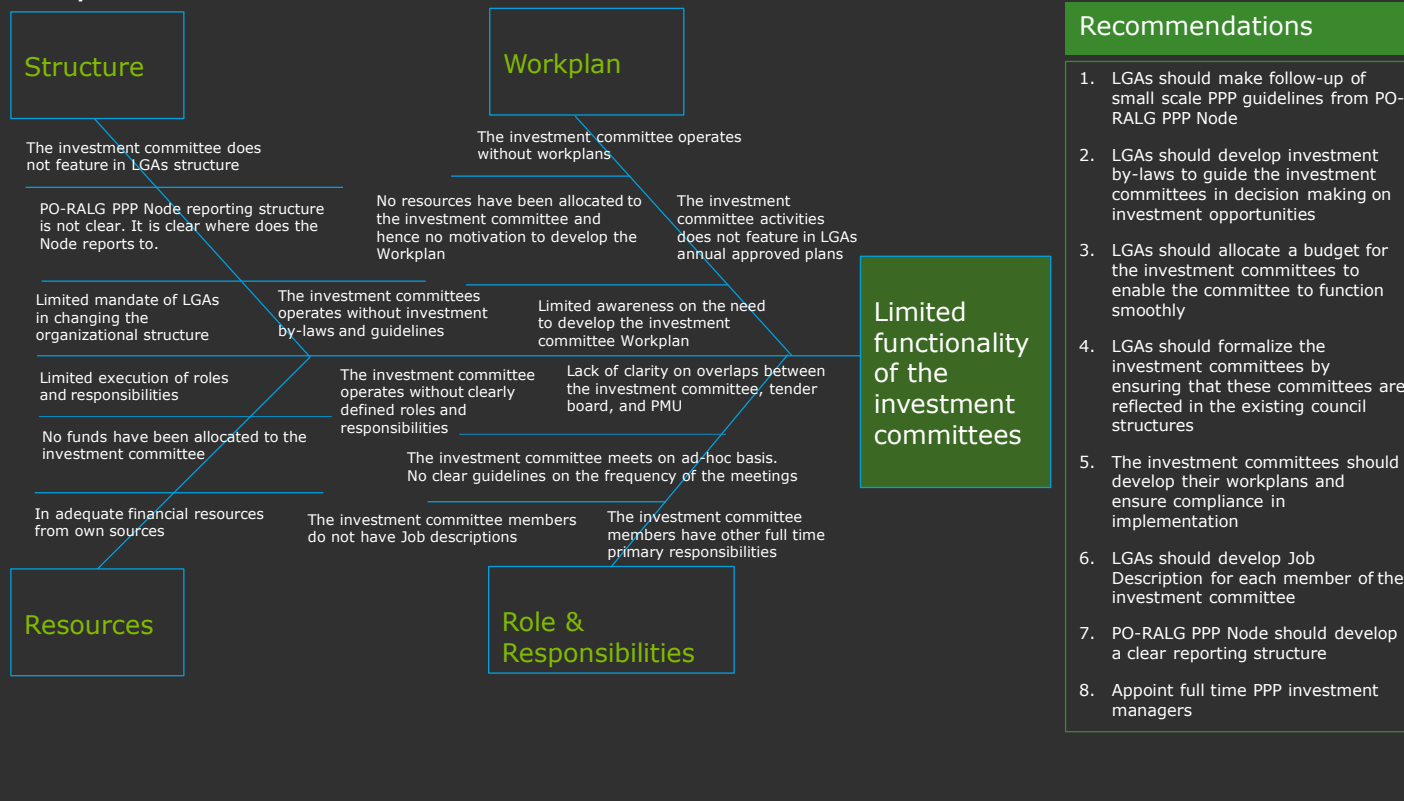 Structure
The investment committee does
not feature in LGAs structure
PO-RALG PPP Node reporting structure
is not clear. It is clear where does the
Node reports to.
Limited mandate of LGAs
in changing the
organizational structure
The investment committees
operates without investment
by-laws and guidelines
Workplan
The investment committee operates
without workplans
No resources have been allocated to
the investment committee and
hence no motivation to develop the
Workplan
The investment
committee activities
does not feature in LGAs
annual approved plans
Limited awareness on the need
to develop the investment
committee Workplan
Limited
functionality
of the
investment
committees
Limited execution of roles
and responsibilities
No funds have been allocated to the
investment committee
In adequate financial resources
from own sources
Resources
The investment committee
operates without clearly
defined roles and
responsibilities
Lack of clarity on overlaps between
the investment committee, tender
board, and PMU
The investment committee meets on ad-hoc basis.
No clear guidelines on the frequency of the meetings
The investment committee members
do not have Job descriptions
The investment committee
members have other full time
primary responsibilities
Role &
Responsibilities
Recommendations
1. LGAs should make follow-up of
small scale PPP guidelines from PO-
RALG PPP Node
2. LGAs should develop investment
by-laws to guide the investment
committees in decision making on
investment opportunities
3. LGAs should allocate a budget for
the investment committees to
enable the committee to function
smoothly
4. LGAs should formalize the
investment committees by
ensuring that these committees are
reflected in the existing council
structures
5. The investment committees should
develop their workplans and
ensure compliance in
implementation
6. LGAs should develop Job
Description for each member of the
investment committee
7. PO-RALG PPP Node should develop
a clear reporting structure
8. Appoint full time PPP investment
managers